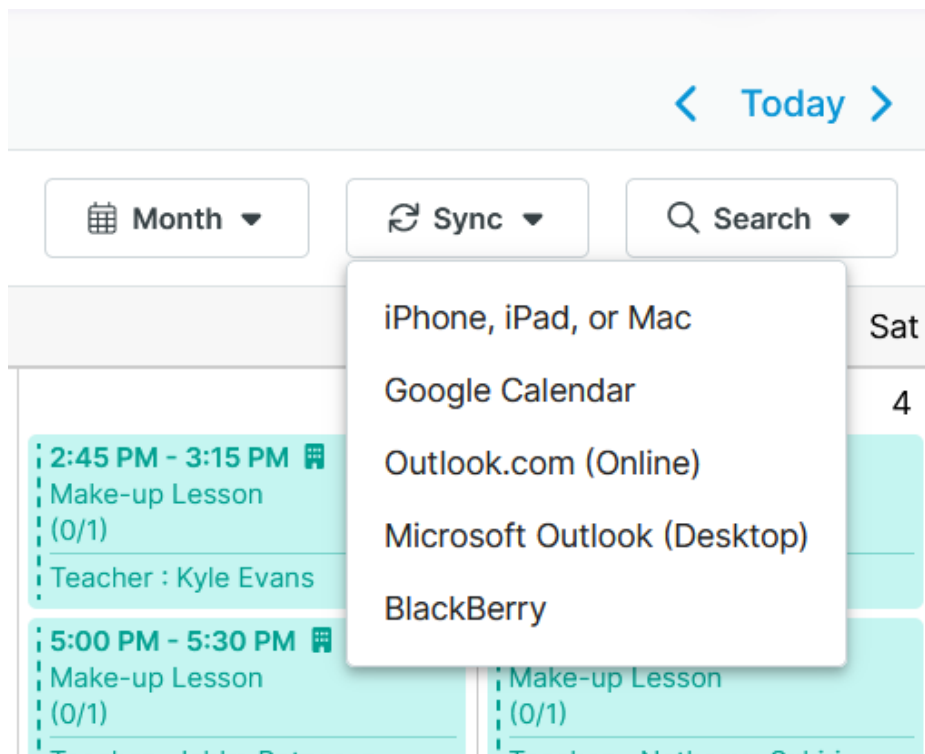 Today
Month
Sync
Search
iPhone, iPad, or Mac
Google Calendar
Outlook.com (Online)
Microsoft Outlook (Desktop)
BlackBerry
Sat
4
2:45 PM - 3:15 PM
Make-up Lesson
(0/1)
Teacher : Kyle Evans
5:00 PM - 5:30 PM
Make-up Lesson
(0/1)
Make-up Lesson
(0/1)